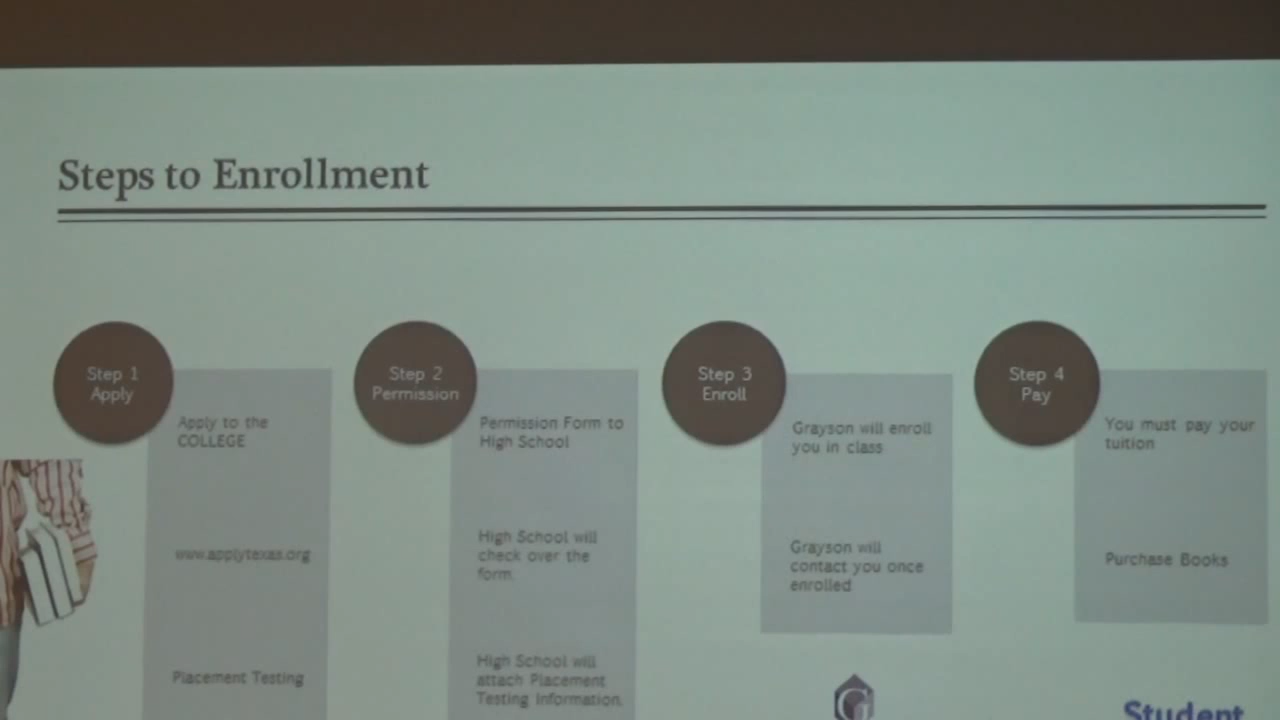 Steps to Enrollment
Step 1
Apply
Apply to the
COLLEGE
www.applytexas.org
Placement Testing
Step 2
Permission
Permission Form to
High School
High School will
check over the
form.
High School will
attach Placement
Testing Information.
Step 3
Enroll
Grayson will enroll
you in class
Grayson will
contact you once
enrolled
G
Step 4
Pay
You must pay your
tuition
Purchase Books
Student